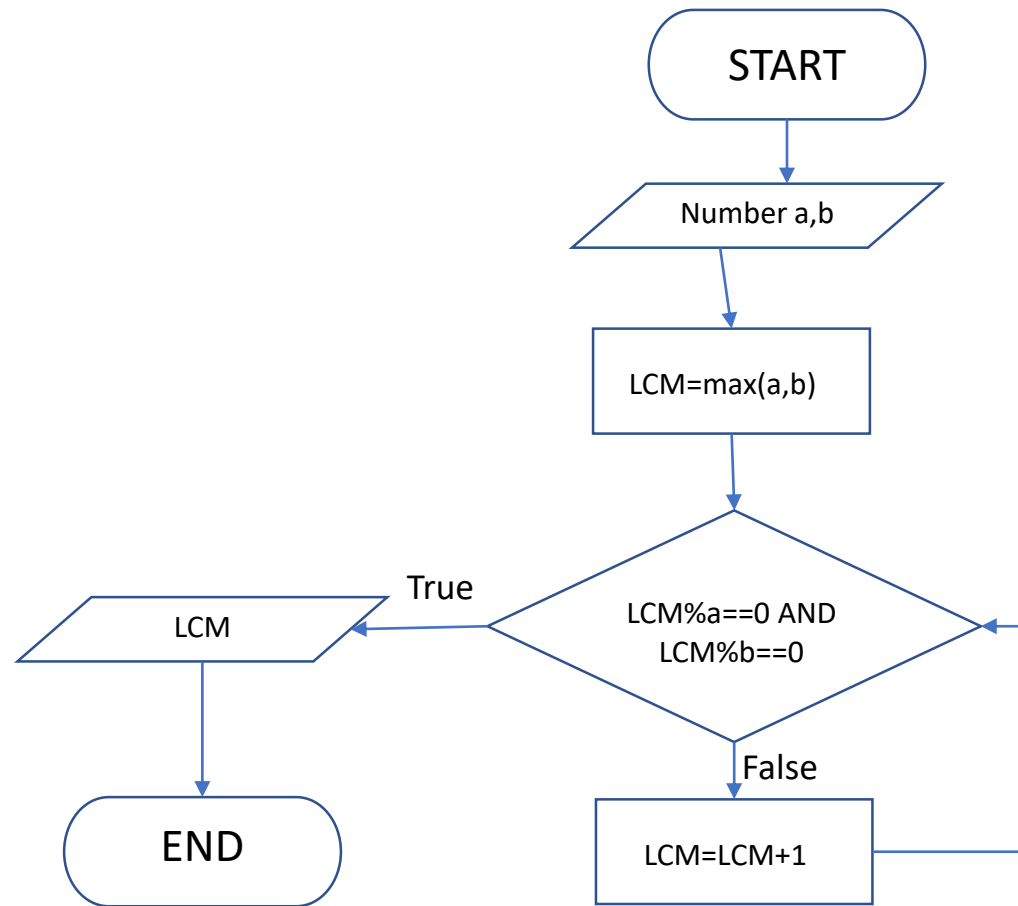 START
Number a,b
LCM=max(a,b)
LCM%a==0 AND
LCM%b==0
True
LCM
False
LCM=LCM+1
END